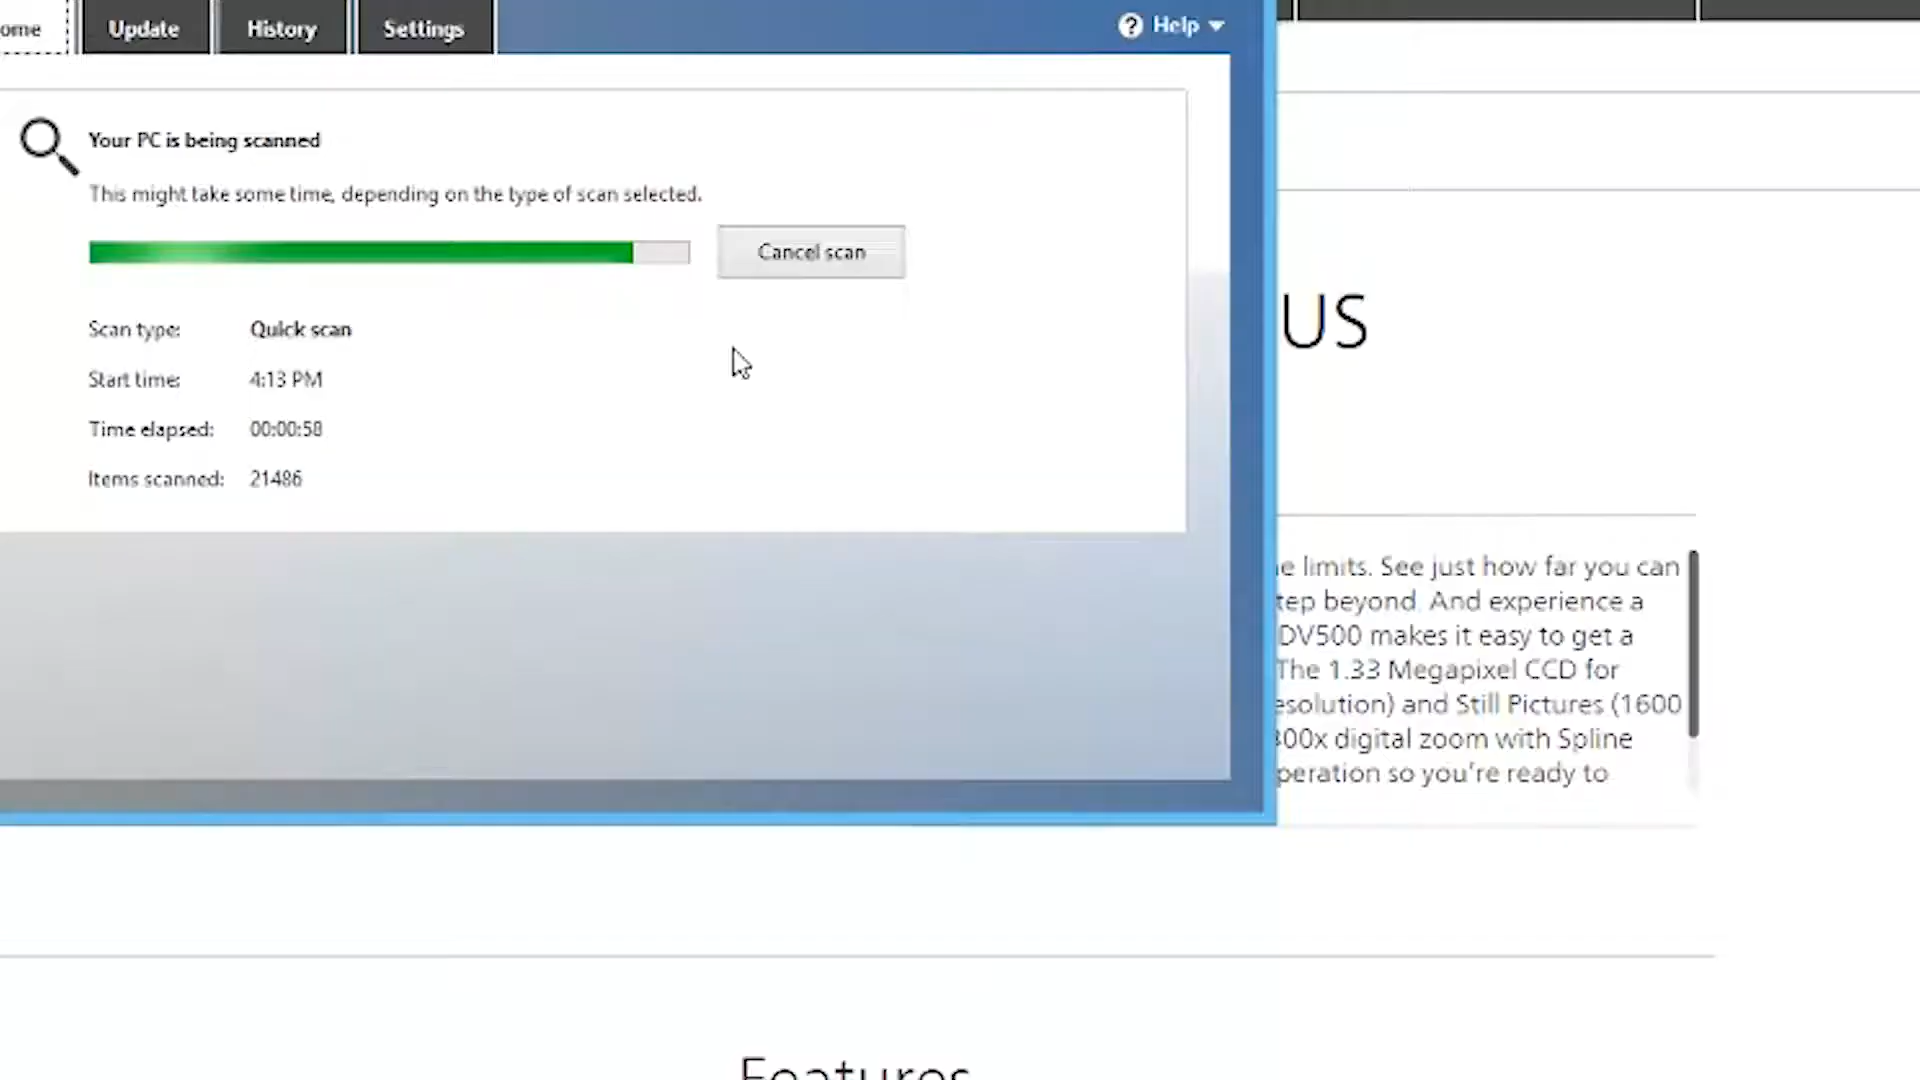 ome
Update
History
Settings
? Help
Your PC is being scanned
This might take some time, depending on the type of scan selected.
Cancel scan
Scan type: Quick scan
Start time: 4:13 PM
Time elapsed: 00:00:58
Items scanned: 21486
US
e limits. See just how far you can
tep beyond. And experience a
DV500 makes it easy to get a
The 1.33 Megapixel CCD for
esolution) and Still Pictures (1600
00x digital zoom with Spline
peration so you're ready to
Features